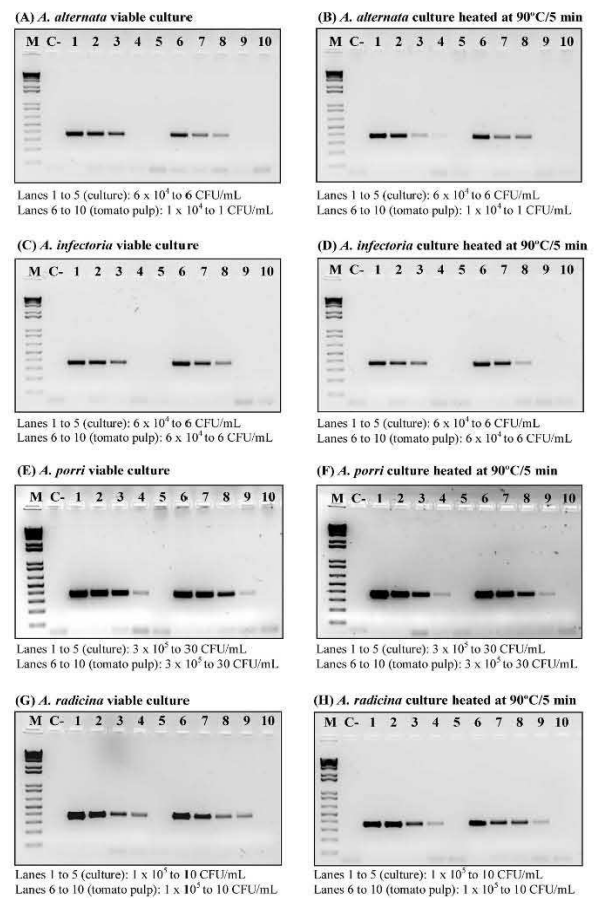 (A) A. alternata viable culture
M C- 1 2 3 4 5 6 7 8 9 10
Lanes 1 to 5 (culture): 6 x 10⁴ to 6 CFU/mL
Lanes 6 to 10 (tomato pulp): 1 x 10⁴ to 1 CFU/mL
(B) A. alternata culture heated at 90ºC/5 min
M C- 1 2 3 4 5 6 7 8 9 10
Lanes 1 to 5 (culture): 6 x 10⁴ to 6 CFU/mL
Lanes 6 to 10 (tomato pulp): 1 x 10⁴ to 1 CFU/mL
(C) A. infectoria viable culture
M C- 1 2 3 4 5 6 7 8 9 10
Lanes 1 to 5 (culture): 6 x 10⁴ to 6 CFU/mL
Lanes 6 to 10 (tomato pulp): 6 x 10⁴ to 6 CFU/mL
(D) A. infectoria culture heated at 90ºC/5 min
M C- 1 2 3 4 5 6 7 8 9 10
Lanes 1 to 5 (culture): 6 x 10⁴ to 6 CFU/mL
Lanes 6 to 10 (tomato pulp): 6 x 10⁴ to 6 CFU/mL
(E) A. porri viable culture
M C- 1 2 3 4 5 6 7 8 9 10
Lanes 1 to 5 (culture): 3 x 10⁵ to 30 CFU/mL
Lanes 6 to 10 (tomato pulp): 3 x 10⁵ to 30 CFU/mL
(F) A. porri culture heated at 90ºC/5 min
M C- 1 2 3 4 5 6 7 8 9 10
Lanes 1 to 5 (culture): 3 x 10⁵ to 30 CFU/mL
Lanes 6 to 10 (tomato pulp): 3 x 10⁵ to 30 CFU/mL
(G) A. radicina viable culture
M C- 1 2 3 4 5 6 7 8 9 10
Lanes 1 to 5 (culture): 1 x 10⁵ to 10 CFU/mL
Lanes 6 to 10 (tomato pulp): 1 x 10⁵ to 10 CFU/mL
(H) A. radicina culture heated at 90ºC/5 min
M C- 1 2 3 4 5 6 7 8 9 10
Lanes 1 to 5 (culture): 1 x 10⁵ to 10 CFU/mL
Lanes 6 to 10 (tomato pulp): 1 x 10⁵ to 10 CFU/mL